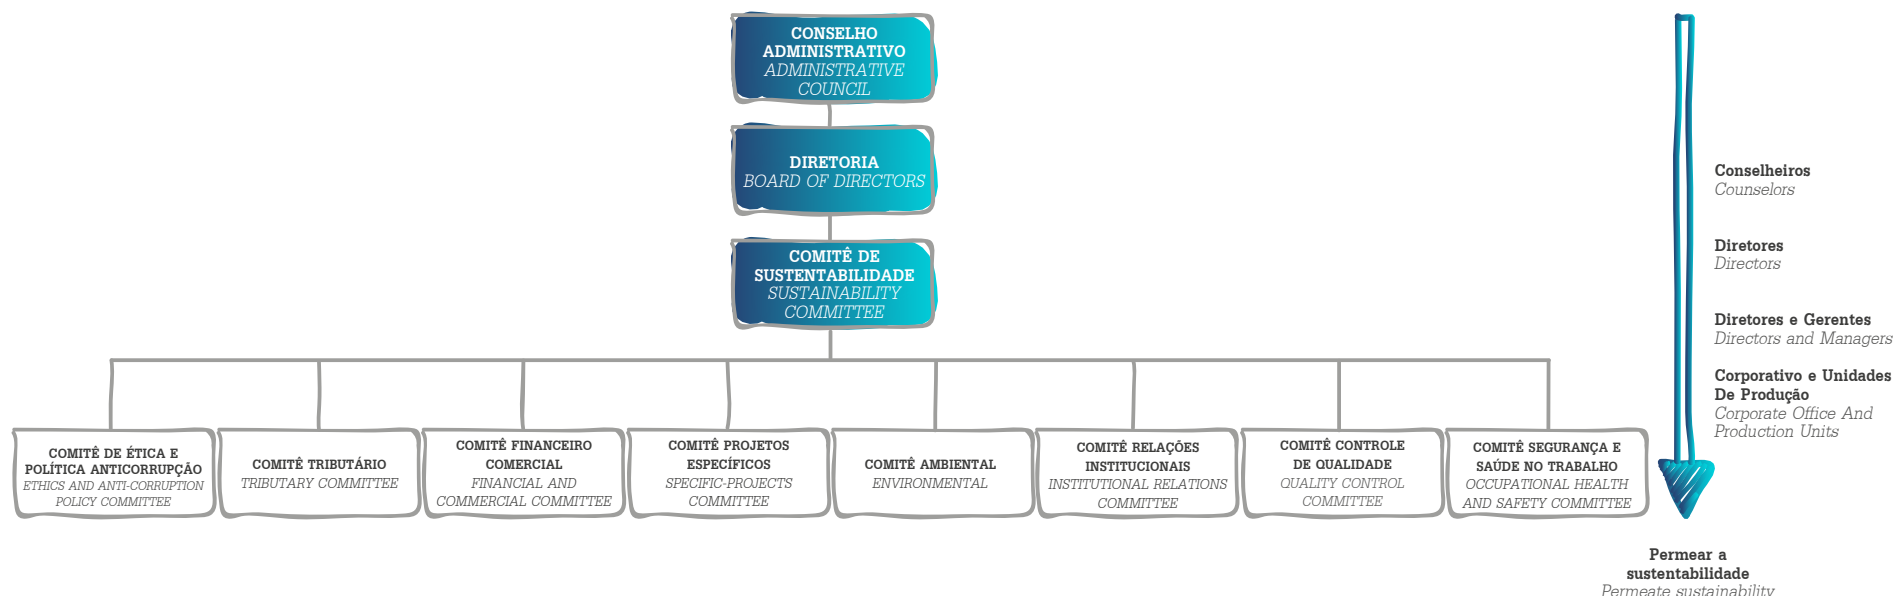 CONSELHO
ADMINISTRATIVO
ADMINISTRATIVE
COUNCIL
DIRETORIA
BOARD OF DIRECTORS
COMITÊ DE
SUSTENTABILIDADE
SUSTAINABILITY
COMMITTEE
COMITÊ DE ÉTICA E
POLÍTICA ANTICORRUPÇÃO
ETHICS AND ANTI-CORRUPTION
POLICY COMMITTEE
COMITÊ TRIBUTÁRIO
TRIBUTARY COMMITTEE
COMITÊ FINANCEIRO
COMERCIAL
FINANCIAL AND
COMMERCIAL COMMITTEE
COMITÊ PROJETOS
ESPECÍFICOS
SPECIFIC-PROJECTS
COMMITTEE
COMITÊ AMBIENTAL
ENVIRONMENTAL
COMITÊ RELAÇÕES
INSTITUCIONAIS
INSTITUTIONAL RELATIONS
COMMITTEE
COMITÊ CONTROLE
DE QUALIDADE
QUALITY CONTROL
COMMITTEE
COMITÊ SEGURANÇA E
SAÚDE NO TRABALHO
OCCUPATIONAL HEALTH
AND SAFETY COMMITTEE
Conselheiros
Counselors
Diretores
Directors
Diretores e Gerentes
Directors and Managers
Corporativo e Unidades
De Produção
Corporate Office And
Production Units
Permear a
sustentabilidade
Permeate sustainability